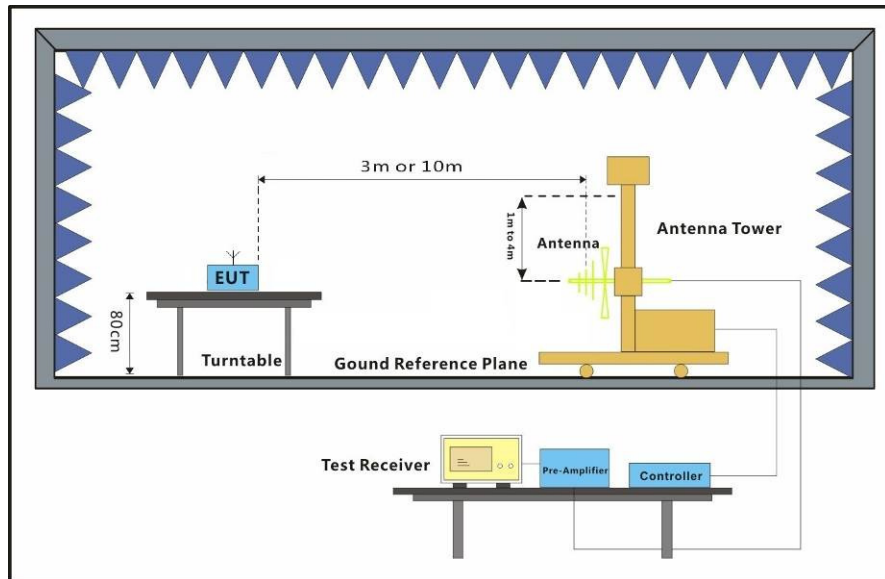 3m or 10m
1m to 4m
Antenna
Antenna Tower
EUT
80cm
Turntable
Gound Reference Plane
Test Receiver
Pre-Amplifier
Controller